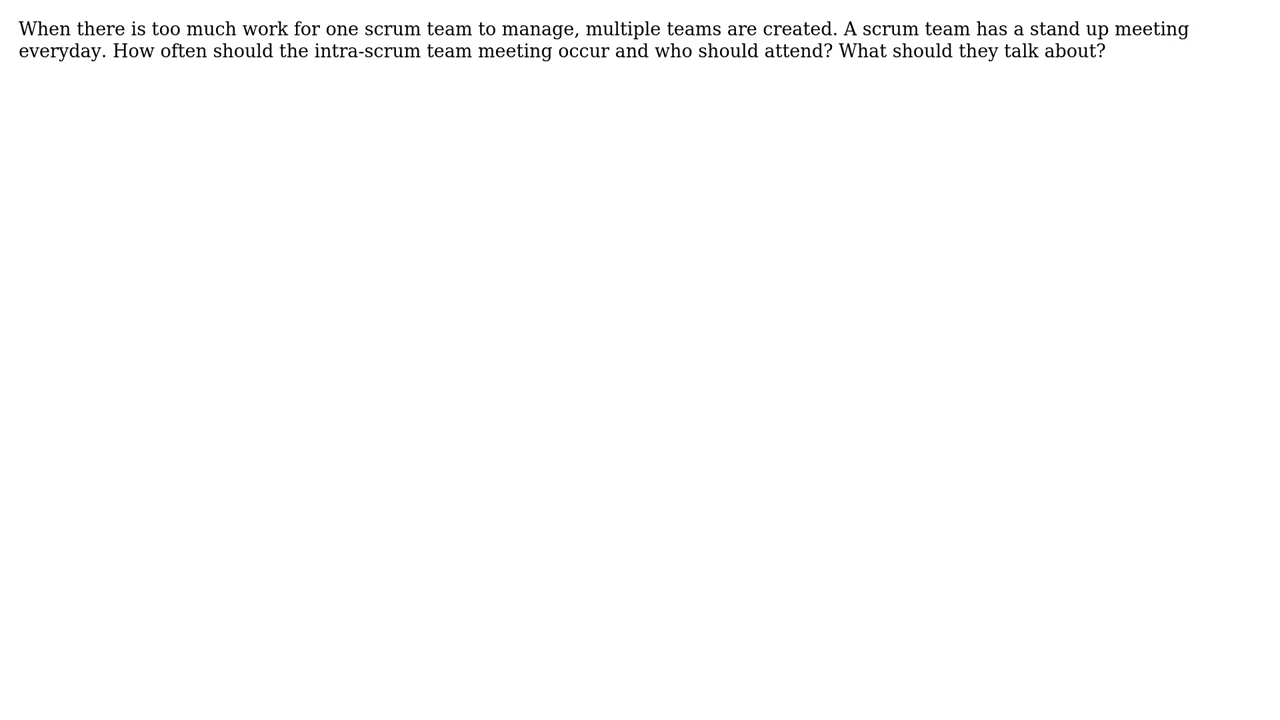 When there is too much work for one scrum team to manage, multiple teams are created. A scrum team has a stand up meeting
everyday. How often should the intra-scrum team meeting occur and who should attend? What should they talk about?